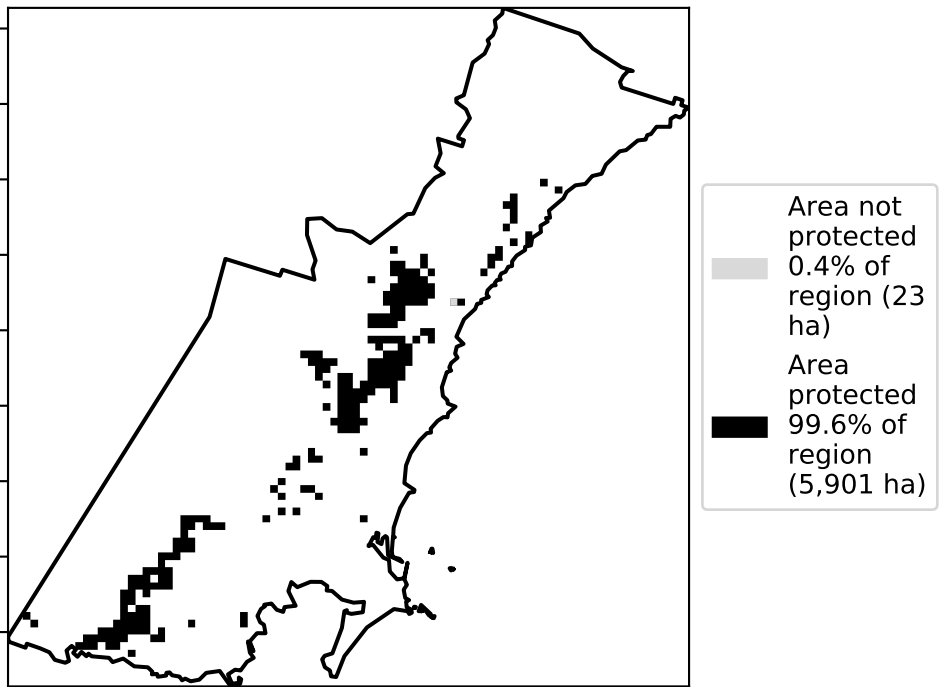 Area not
protected
0.4% of
region (23
ha)
Area
protected
99.6% of
region
(5,901 ha)